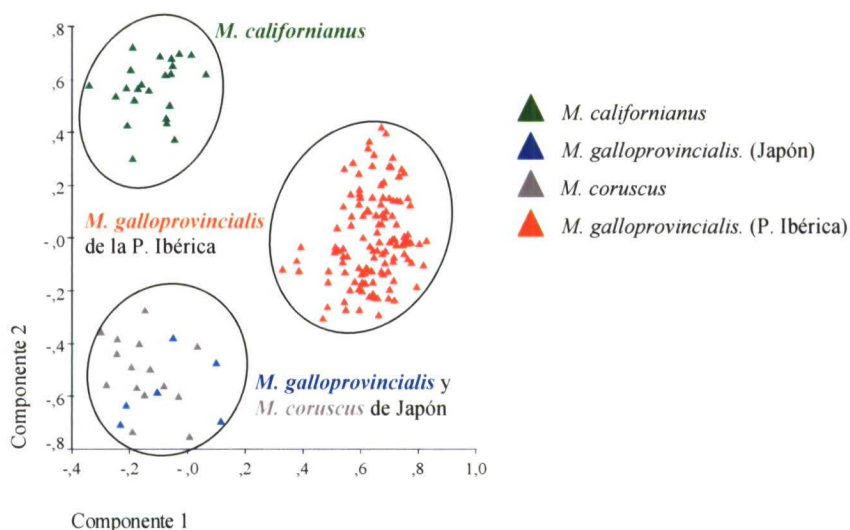 M. californianus
M. galloprovincialis
de la P. Ibérica
M. galloprovincialis y
M. coruscus de Japón
M. californianus
M. galloprovincialis. (Japón)
M. coruscus
M. galloprovincialis. (P. Ibérica)
Componente 2
,8
,6
,4
,2
-,0
-,2
-,4
-,6
-,8
-,4
-,2
-,0
,2
,4
,6
,8
1,0
Componente 1